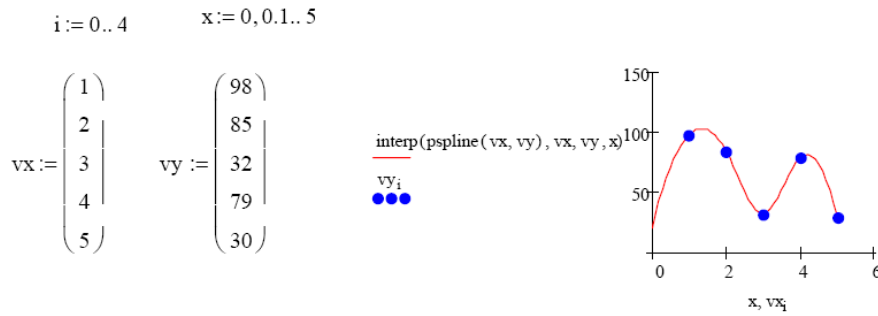 i := 0.. 4
x := 0, 0.1.. 5
vx :=
1
2
3
4
5
vy :=
98
85
32
79
30
interp(pspline(vx, vy), vx, vy, x)
vy_i
150
100
50
0
2
4
6
x, vx_i